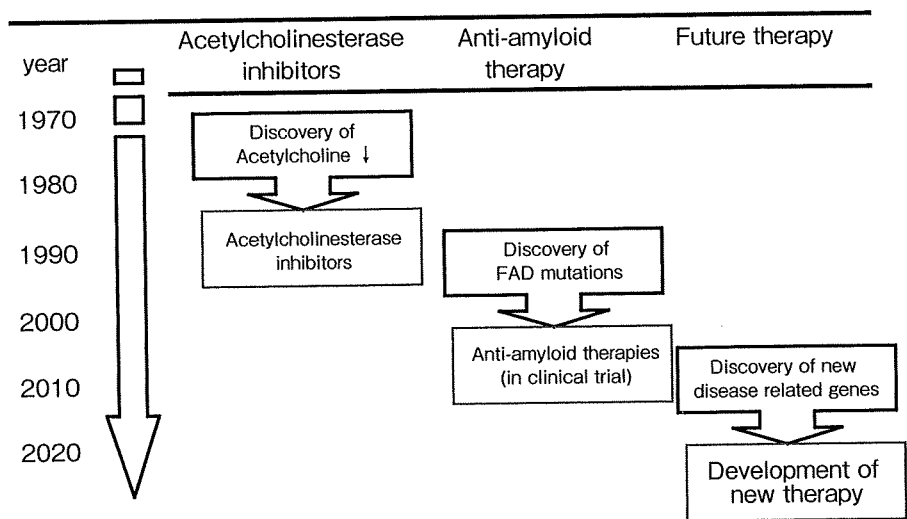 year
Acetylcholinesterase
inhibitors
Anti-amyloid
therapy
Future therapy
1970
1980
1990
2000
2010
2020
Discovery of
Acetylcholine ↓
Acetylcholinesterase
inhibitors
Discovery of
FAD mutations
Anti-amyloid therapies
(in clinical trial)
Discovery of new
disease related genes
Development of
new therapy